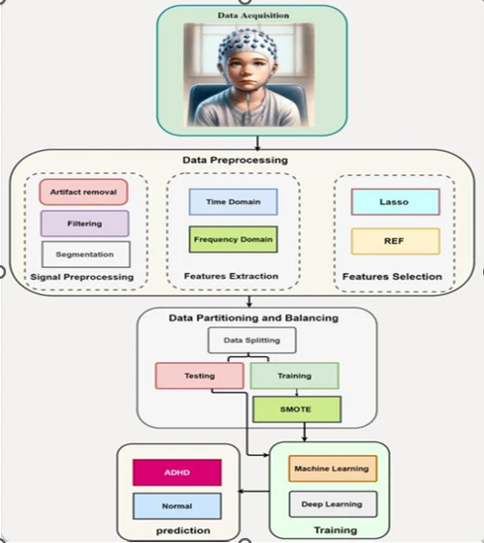 Data Acquisition
Data Preprocessing
Artifact removal
Filtering
Segmentation
Signal Preprocessing
Time Domain
Frequency Domain
Features Extraction
Lasso
REF
Features Selection
Data Partitioning and Balancing
Data Splitting
Testing
Training
SMOTE
ADHD
Normal
prediction
Machine Learning
Deep Learning
Training